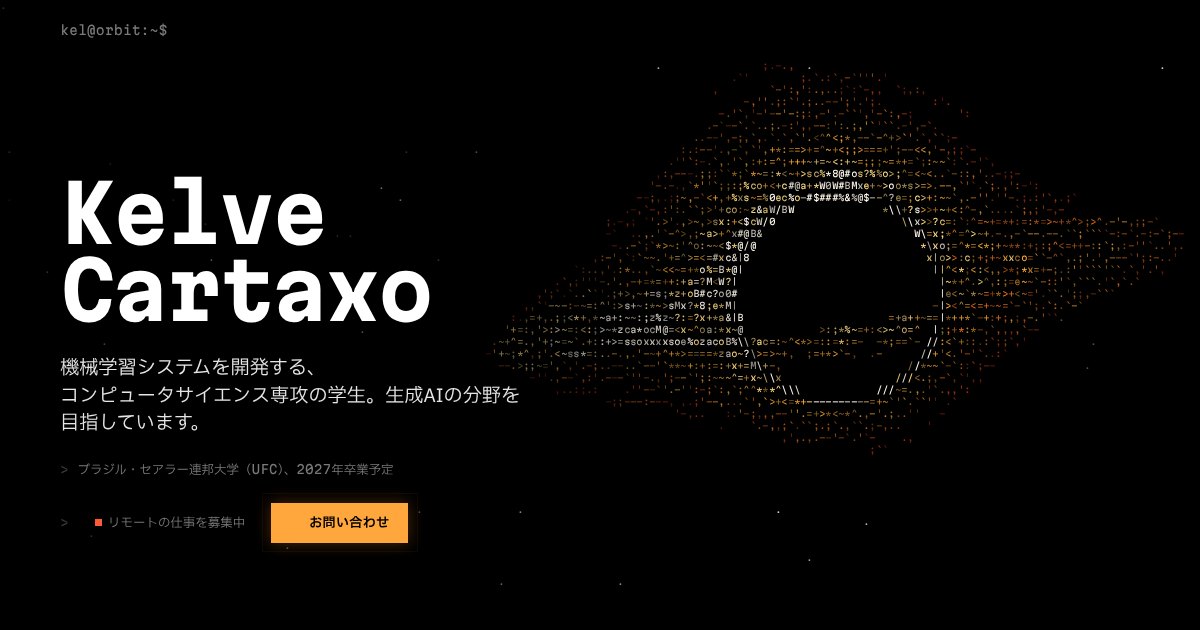 kel@orbit:~$
Kelve
Cartaxo
機械学習システムを開発する、
コンピュータサイエンス専攻の学生。生成AIの分野を
目指しています。
> ブラジル・セアラー連邦大学（UFC）、2027年卒業予定
> リモートの仕事を募集中
お問い合わせ